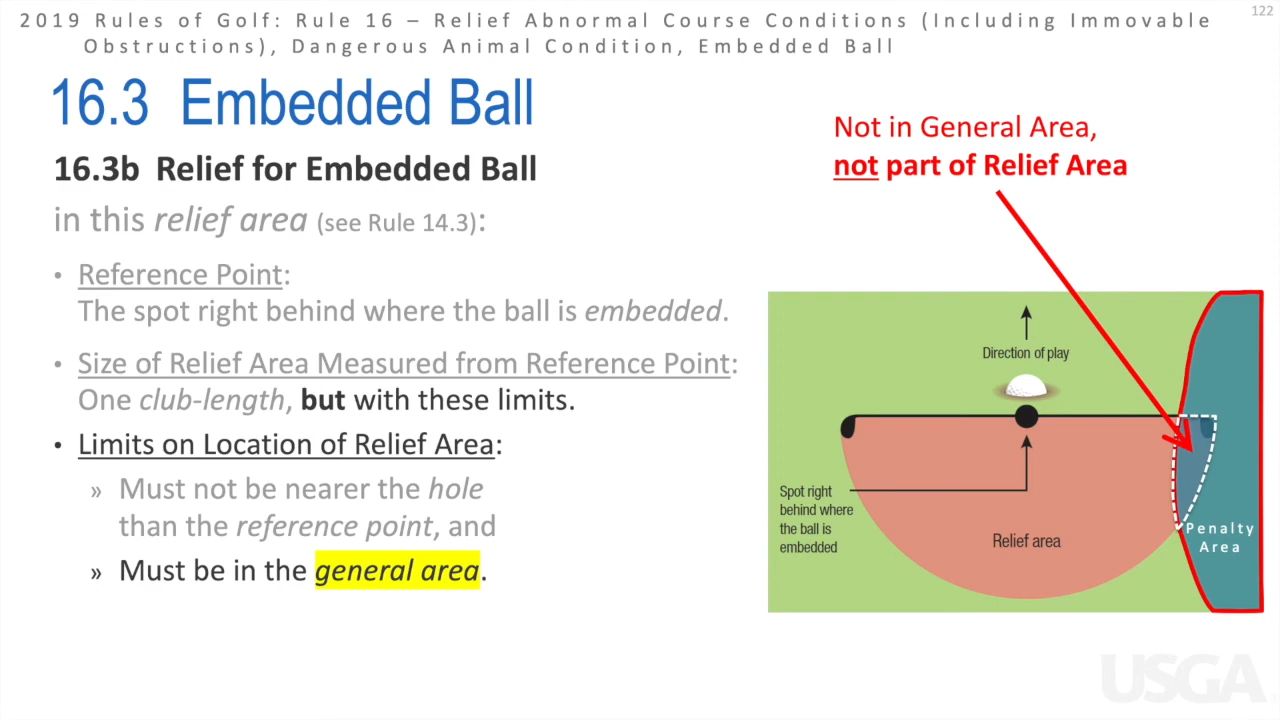 2019 Rules of Golf: Rule 16 – Relief Abnormal Course Conditions (Including Immovable
Obstructions), Dangerous Animal Condition, Embedded Ball
122
16.3 Embedded Ball
16.3b Relief for Embedded Ball
in this relief area (see Rule 14.3):
• Reference Point:
The spot right behind where the ball is embedded.
• Size of Relief Area Measured from Reference Point:
One club-length, but with these limits.
• Limits on Location of Relief Area:
» Must not be nearer the hole
than the reference point, and
» Must be in the general area.
Not in General Area,
not part of Relief Area
Direction of play
Spot right
behind where
the ball is
embedded
Relief area
Penalty
Area
USGA